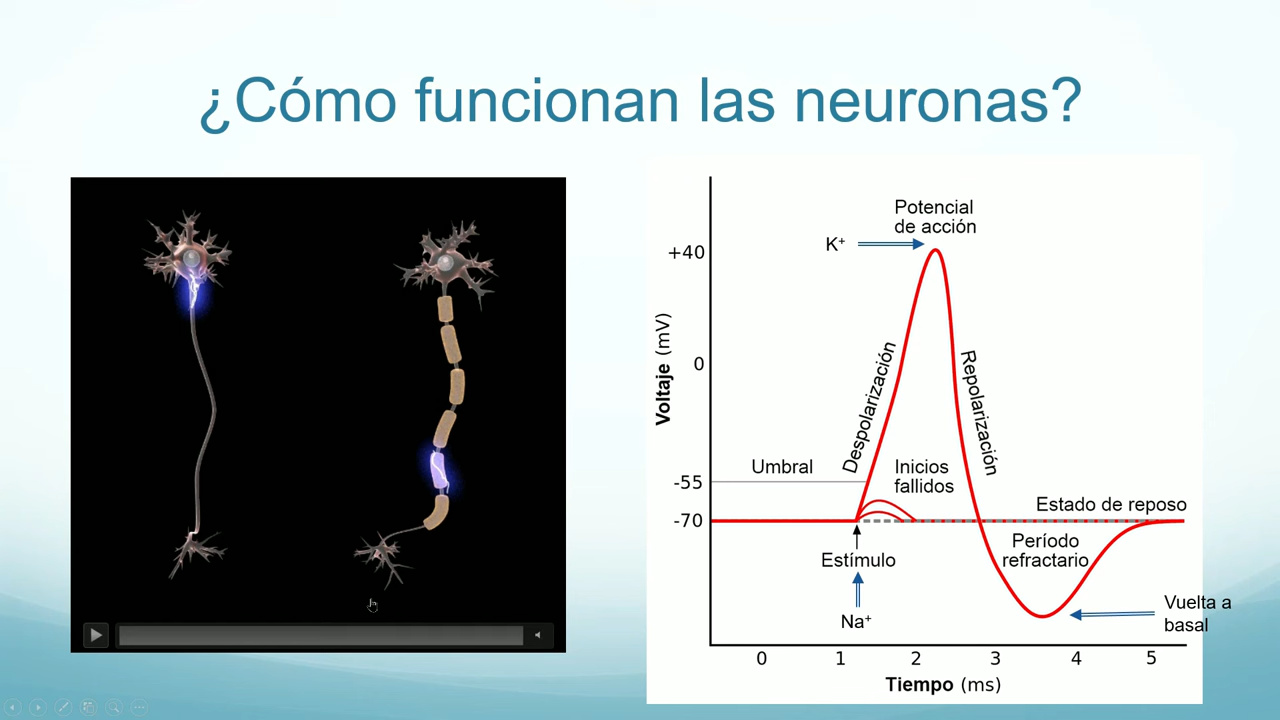 ¿Cómo funcionan las neuronas?
Potencial
de acción
K⁺
+40
0
-55
-70
Voltaje (mV)
Despolarización
Repolarización
Umbral
Inicios
fallidos
Estado de reposo
Estímulo
Período
refractario
Na⁺
Vuelta a
basal
0 1 2 3 4 5
Tiempo (ms)